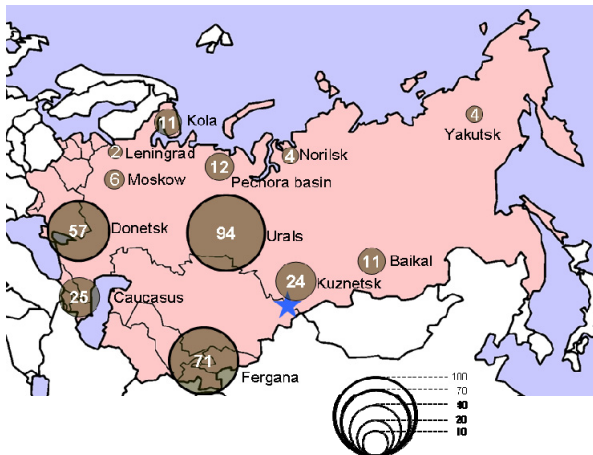 11 Kola
4
Yakutsk
2 Leningrad
4 Norilsk
12
Pechora basin
6 Moskow
57 Donetsk
94
Urals
11 Baikal
24
Kuznetsk
25 Caucasus
71
Fergana
100
70
40
20
10